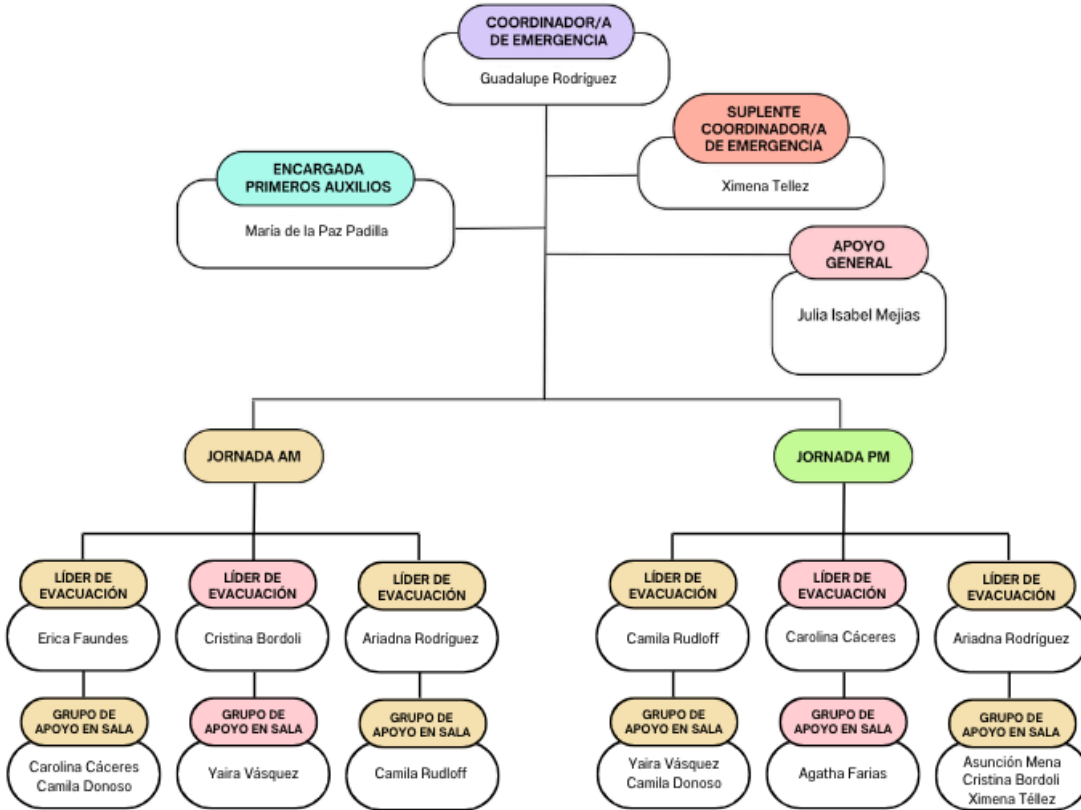 COORDINADOR/A
DE EMERGENCIA
Guadalupe Rodríguez
SUPLENTE
COORDINADOR/A
DE EMERGENCIA
Ximena Tellez
ENCARGADA
PRIMEROS AUXILIOS
María de la Paz Padilla
APOYO
GENERAL
Julia Isabel Mejias
JORNADA AM
JORNADA PM
LÍDER DE
EVACUACIÓN
Erica Faundes
LÍDER DE
EVACUACIÓN
Cristina Bordoli
LÍDER DE
EVACUACIÓN
Ariadna Rodríguez
LÍDER DE
EVACUACIÓN
Camila Rudloff
LÍDER DE
EVACUACIÓN
Carolina Cáceres
LÍDER DE
EVACUACIÓN
Ariadna Rodríguez
GRUPO DE
APOYO EN SALA
Carolina Cáceres
Camila Donoso
GRUPO DE
APOYO EN SALA
Yaira Vásquez
GRUPO DE
APOYO EN SALA
Camila Rudloff
GRUPO DE
APOYO EN SALA
Yaira Vásquez
Camila Donoso
GRUPO DE
APOYO EN SALA
Agatha Farias
GRUPO DE
APOYO EN SALA
Asunción Mena
Cristina Bordoli
Ximena Téllez